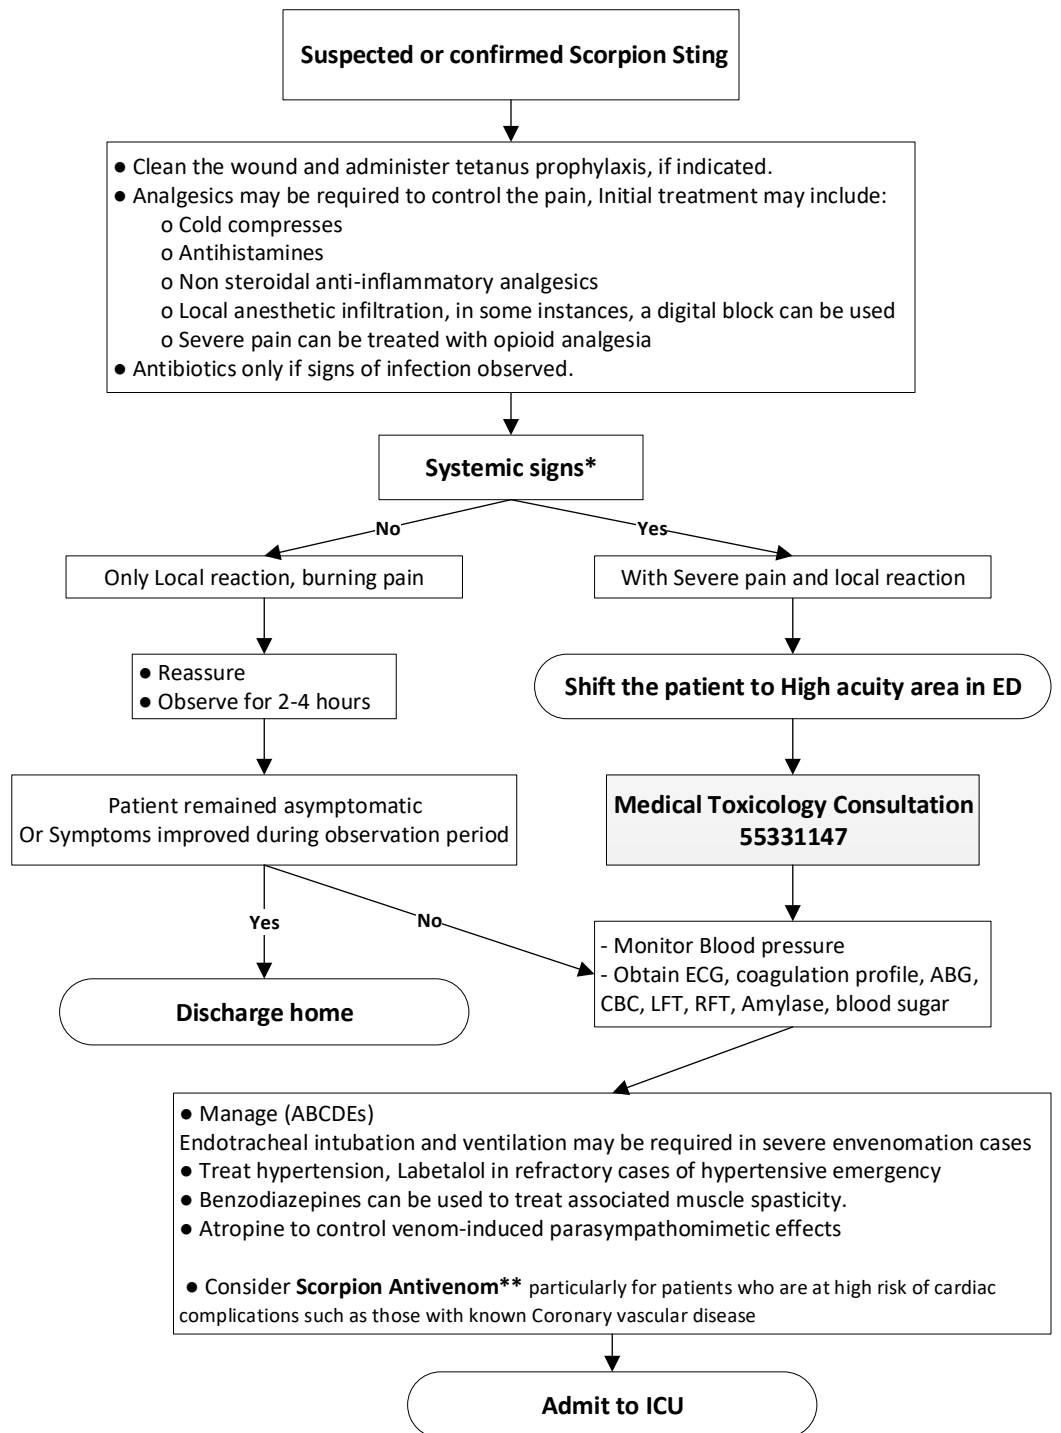 Suspected or confirmed Scorpion Sting
● Clean the wound and administer tetanus prophylaxis, if indicated.
● Analgesics may be required to control the pain, Initial treatment may include:
o Cold compresses
o Antihistamines
o Non steroidal anti-inflammatory analgesics
o Local anesthetic infiltration, in some instances, a digital block can be used
o Severe pain can be treated with opioid analgesia
● Antibiotics only if signs of infection observed.
Systemic signs*
No
Yes
Only Local reaction, burning pain
With Severe pain and local reaction
● Reassure
● Observe for 2-4 hours
Shift the patient to High acuity area in ED
Patient remained asymptomatic
Or Symptoms improved during observation period
Medical Toxicology Consultation
55331147
Yes
No
- Monitor Blood pressure
- Obtain ECG, coagulation profile, ABG,
CBC, LFT, RFT, Amylase, blood sugar
Discharge home
● Manage (ABCDEs)
Endotracheal intubation and ventilation may be required in severe envenomation cases
● Treat hypertension, Labetalol in refractory cases of hypertensive emergency
● Benzodiazepines can be used to treat associated muscle spasticity.
● Atropine to control venom-induced parasympathomimetic effects
● Consider Scorpion Antivenom** particularly for patients who are at high risk of cardiac
complications such as those with known Coronary vascular disease
Admit to ICU